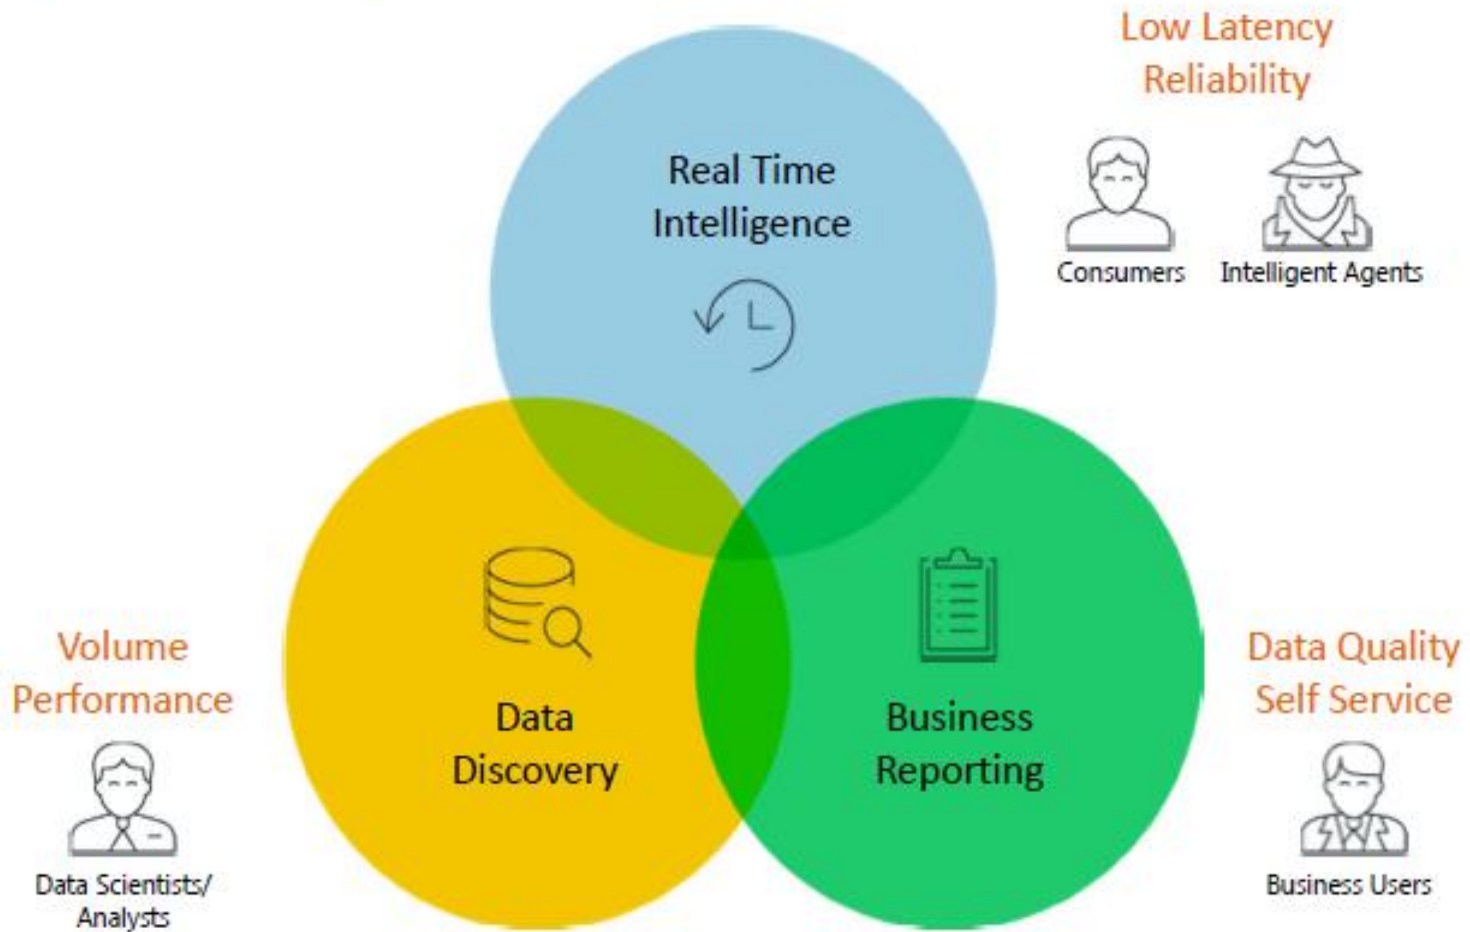 Low Latency
Reliability
Real Time
Intelligence
Consumers
Intelligent Agents
Volume
Performance
Data
Discovery
Business
Reporting
Data Quality
Self Service
Data Scientists/
Analysts
Business Users